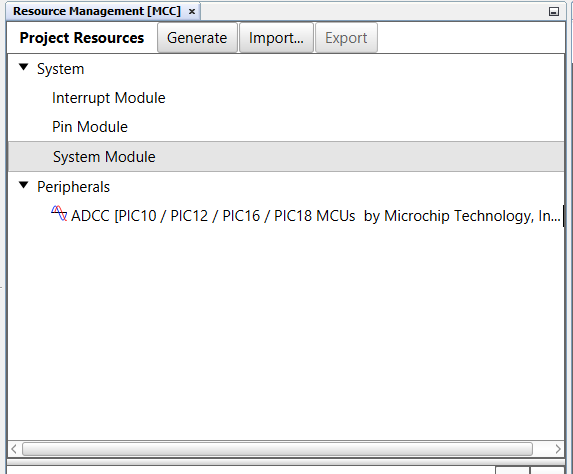 Resource Management [MCC] ×
Project Resources Generate Import... Export
System
Interrupt Module
Pin Module
System Module
Peripherals
ADCC [PIC10 / PIC12 / PIC16 / PIC18 MCUs by Microchip Technology, In...